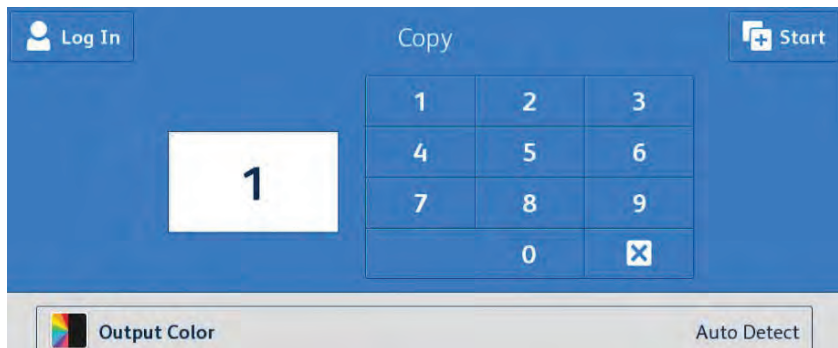 Log In
Copy
Start
1 2 3
4 5 6
1
7 8 9
0
Output Color
Auto Detect